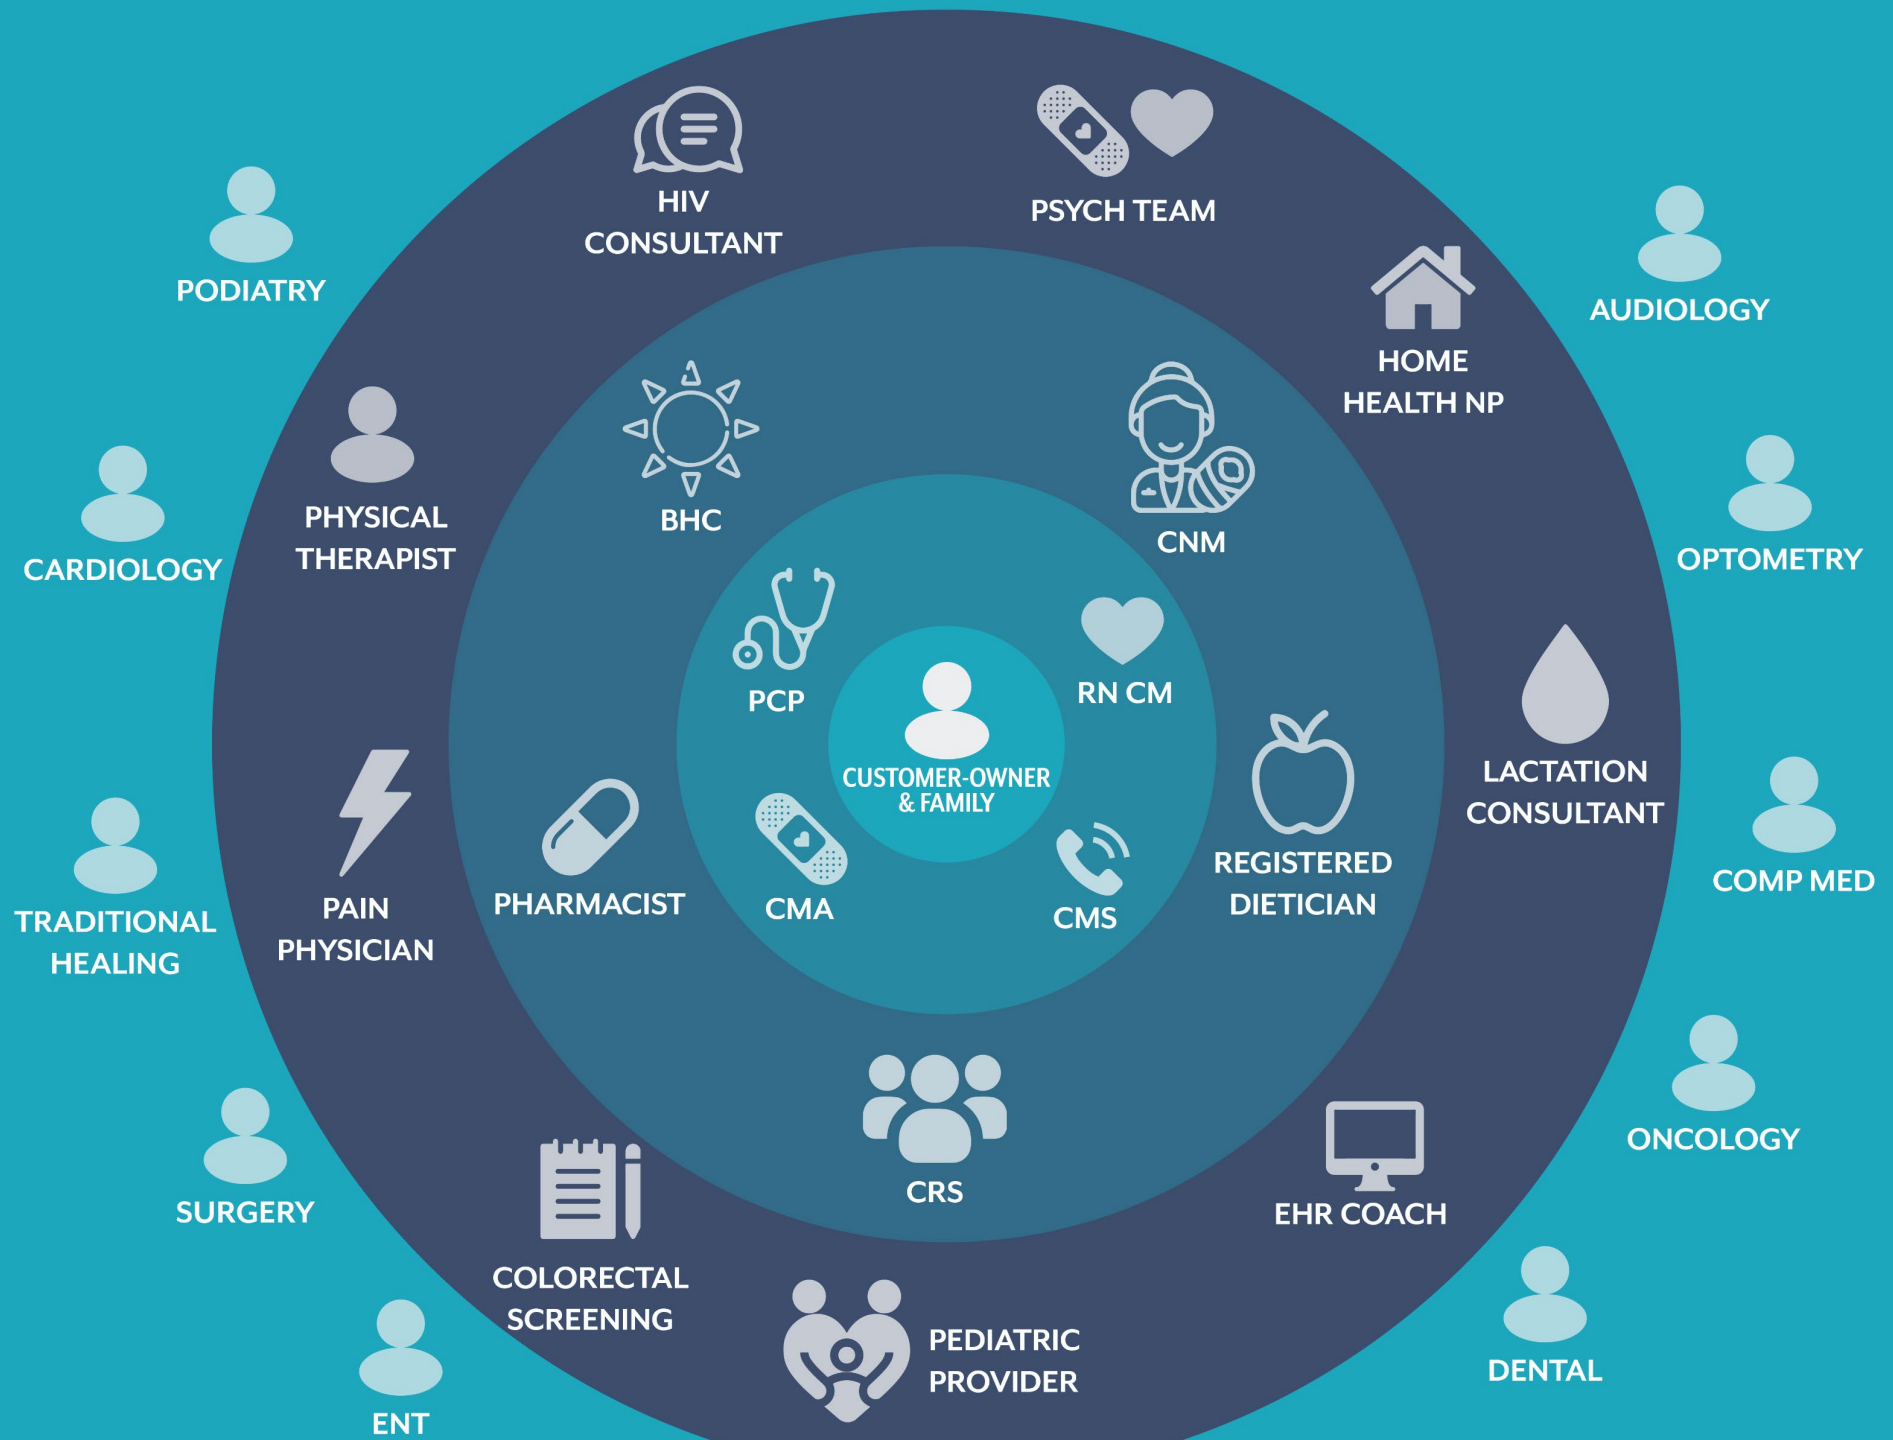 HIV
CONSULTANT
PSYCH TEAM
PODIATRY
AUDIOLOGY
HOME
HEALTH NP
PHYSICAL
THERAPIST
BHC
CNM
CARDIOLOGY
OPTOMETRY
PCP
RN CM
CUSTOMER-OWNER
& FAMILY
LACTATION
CONSULTANT
REGISTERED
DIETICIAN
COMP MED
PHARMACIST
CMA
CMS
PAIN
PHYSICIAN
TRADITIONAL
HEALING
ONCOLOGY
CRS
SURGERY
EHR COACH
COLORECTAL
SCREENING
PEDIATRIC
PROVIDER
DENTAL
ENT